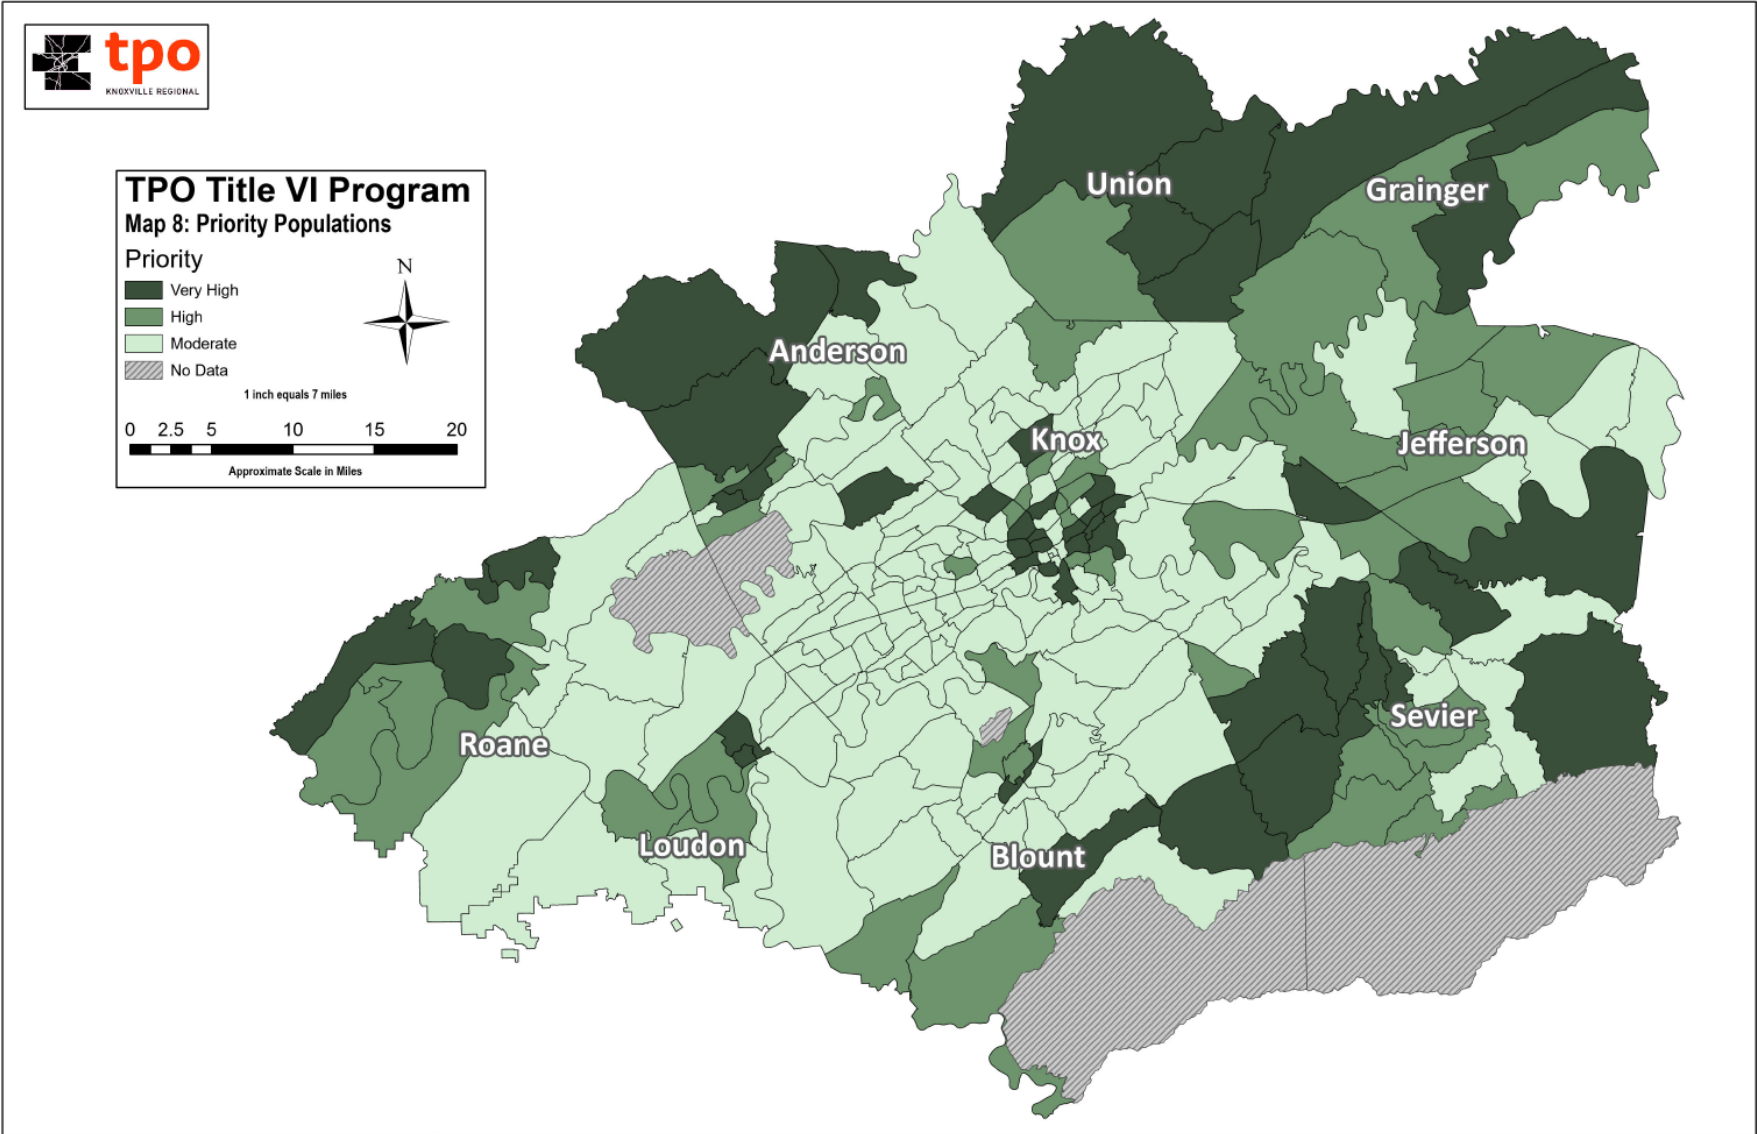 tpo
KNOXVILLE REGIONAL
TPO Title VI Program
Map 8: Priority Populations
Priority
Very High
High
Moderate
No Data
N
1 inch equals 7 miles
0 2.5 5 10 15 20
Approximate Scale in Miles
Union
Grainger
Anderson
Knox
Jefferson
Roane
Sevier
Loudon
Blount